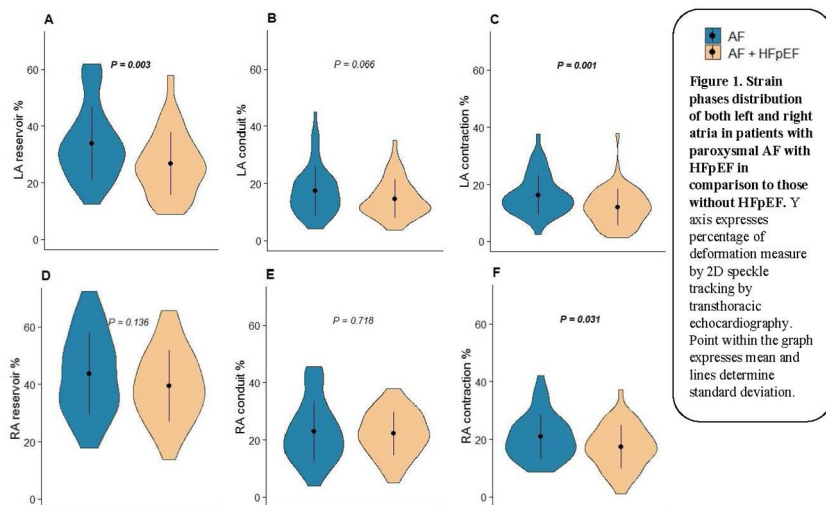 A
P = 0.003
LA reservoir %
60
40
20
0
B
P = 0.066
LA conduit %
60
40
20
0
C
P = 0.001
LA contraction %
60
40
20
0
D
P = 0.136
RA reservoir %
60
40
20
0
E
P = 0.718
RA conduit %
60
40
20
0
F
P = 0.031
RA contraction %
60
40
20
0
AF
AF + HFpEF
Figure 1. Strain
phases distribution
of both left and right
atria in patients with
paroxysmal AF with
HFpEF in
comparison to those
without HFpEF. Y
axis expresses
percentage of
deformation measure
by 2D speckle
tracking by
transthoracic
echocardiography.
Point within the graph
expresses mean and
lines determine
standard deviation.